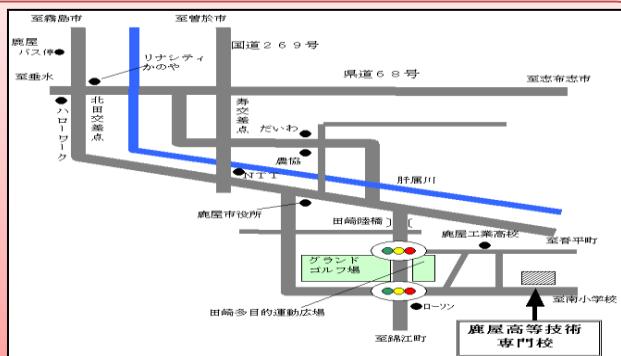 至霧島市
至曽於市
鹿屋
バス停
リナシティ
かのや
国道269号
県道68号
至垂水
至志布志市
ハローワーク
北田交差点
寿交差点
だいわ
農協
NTT
肝属川
鹿屋市役所
田崎陸橋
鹿屋工業高校
至吾平町
グランド
ゴルフ場
田崎多目的運動広場
ローソン
至南小学校
至錦江町
鹿屋高等技術
専門校